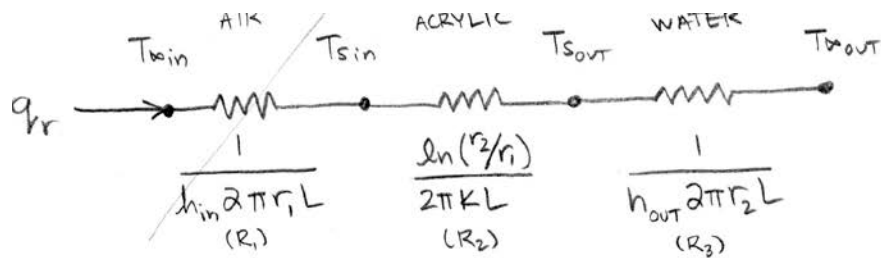 AIR ACRYLIC WATER
T∞in Tsin TsOUT T∞OUT
qr
1 ln(r2/r1) 1
hin 2πr1L 2πKL hOUT 2πr2L
(R1) (R2) (R3)